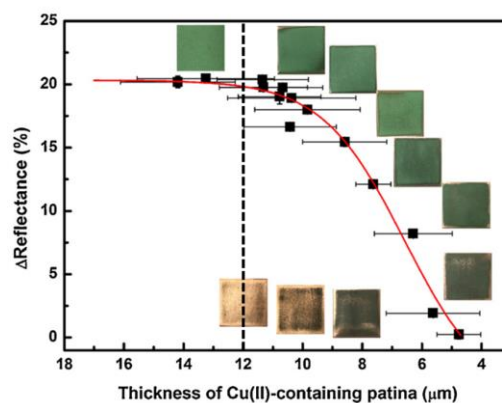 25
20
15
10
5
0
ΔReflectance (%)
18 16 14 12 10 8 6 4
Thickness of Cu(II)-containing patina (μm)